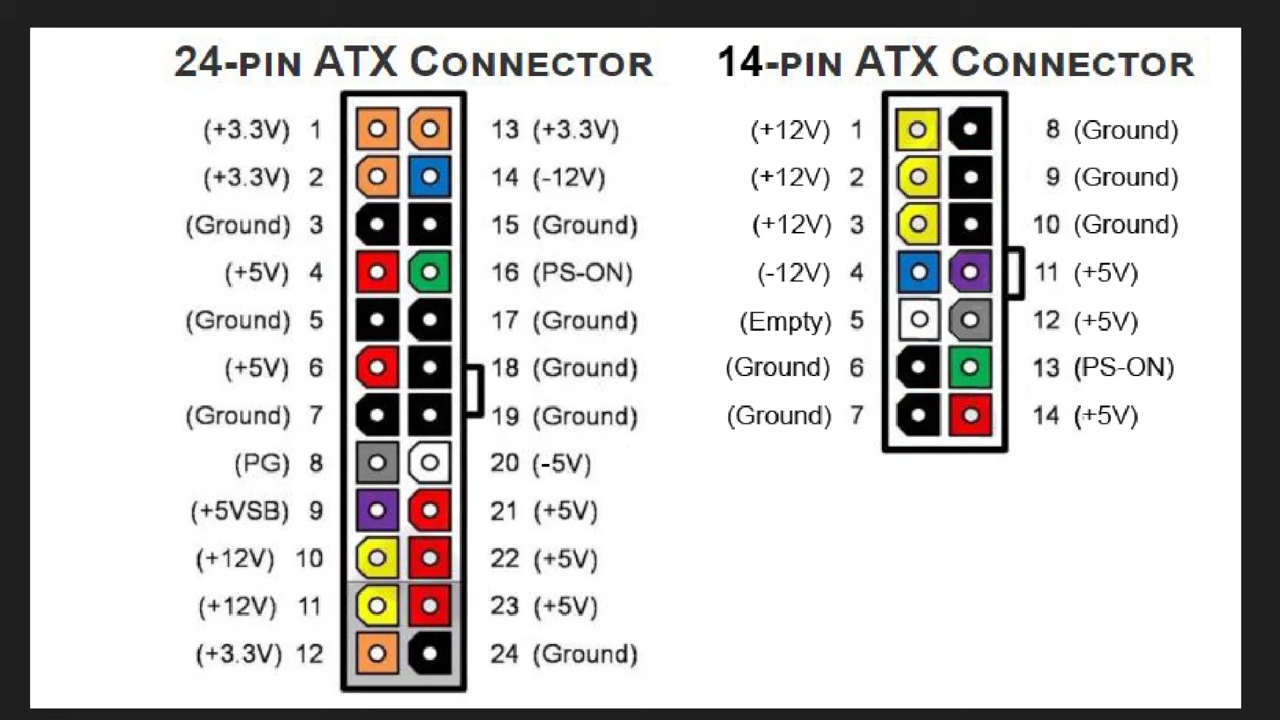 24-PIN ATX CONNECTOR
(+3.3V) 1 13 (+3.3V)
(+3.3V) 2 14 (-12V)
(Ground) 3 15 (Ground)
(+5V) 4 16 (PS-ON)
(Ground) 5 17 (Ground)
(+5V) 6 18 (Ground)
(Ground) 7 19 (Ground)
(PG) 8 20 (-5V)
(+5VSB) 9 21 (+5V)
(+12V) 10 22 (+5V)
(+12V) 11 23 (+5V)
(+3.3V) 12 24 (Ground)
14-PIN ATX CONNECTOR
(+12V) 1 8 (Ground)
(+12V) 2 9 (Ground)
(+12V) 3 10 (Ground)
(-12V) 4 11 (+5V)
(Empty) 5 12 (+5V)
(Ground) 6 13 (PS-ON)
(Ground) 7 14 (+5V)